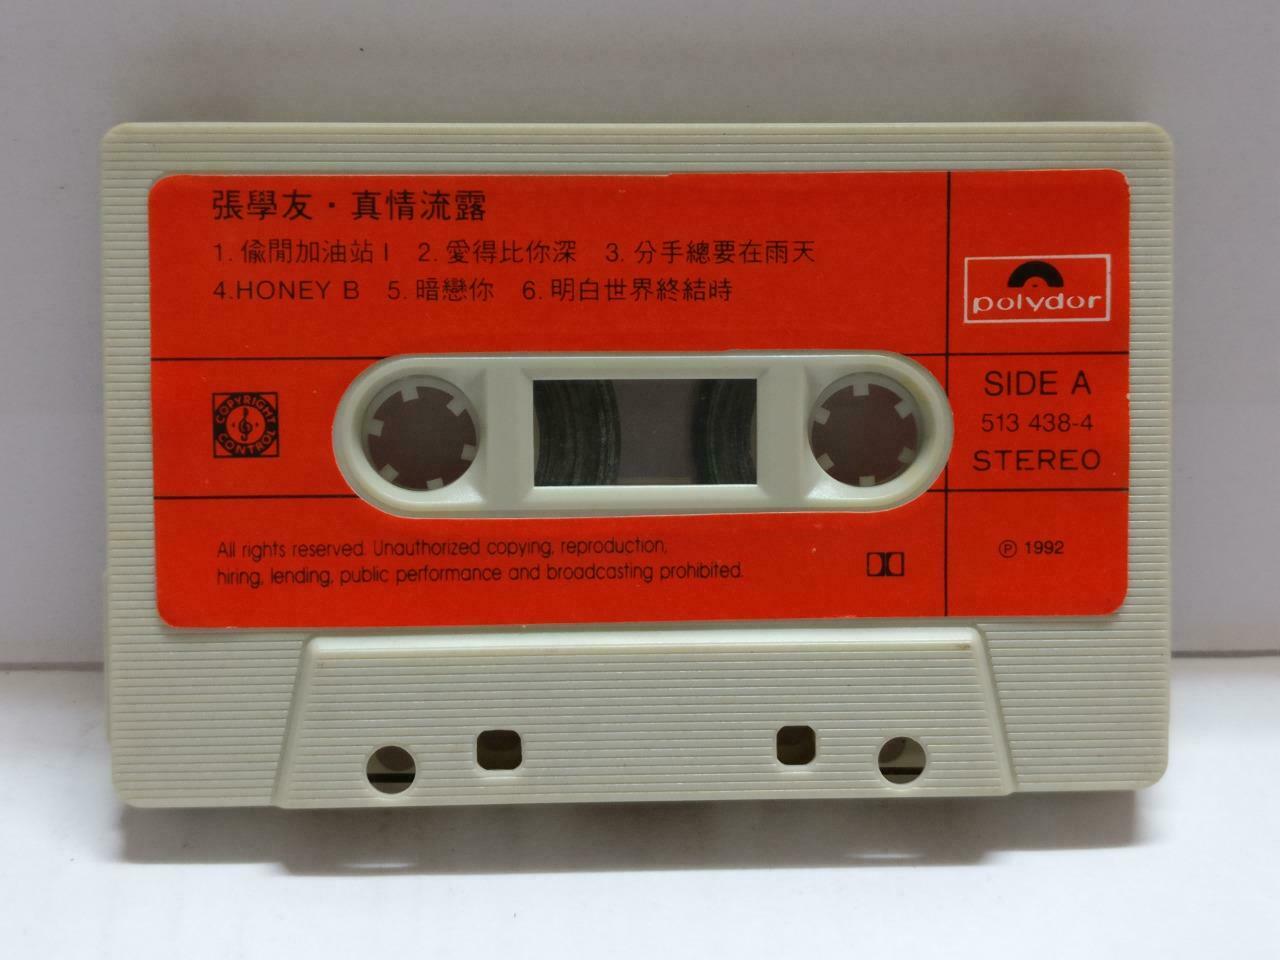 張學友・真情流露
1. 偷閒加油站 I 2. 愛得比你深 3. 分手總要在雨天
4.HONEY B 5. 暗戀你 6. 明白世界終結時
polydor
COPYRIGHT CONTROL
SIDE A
513 438-4
STEREO
All rights reserved. Unauthorized copying, reproduction,
hiring, lending, public performance and broadcasting prohibited.
℗ 1992